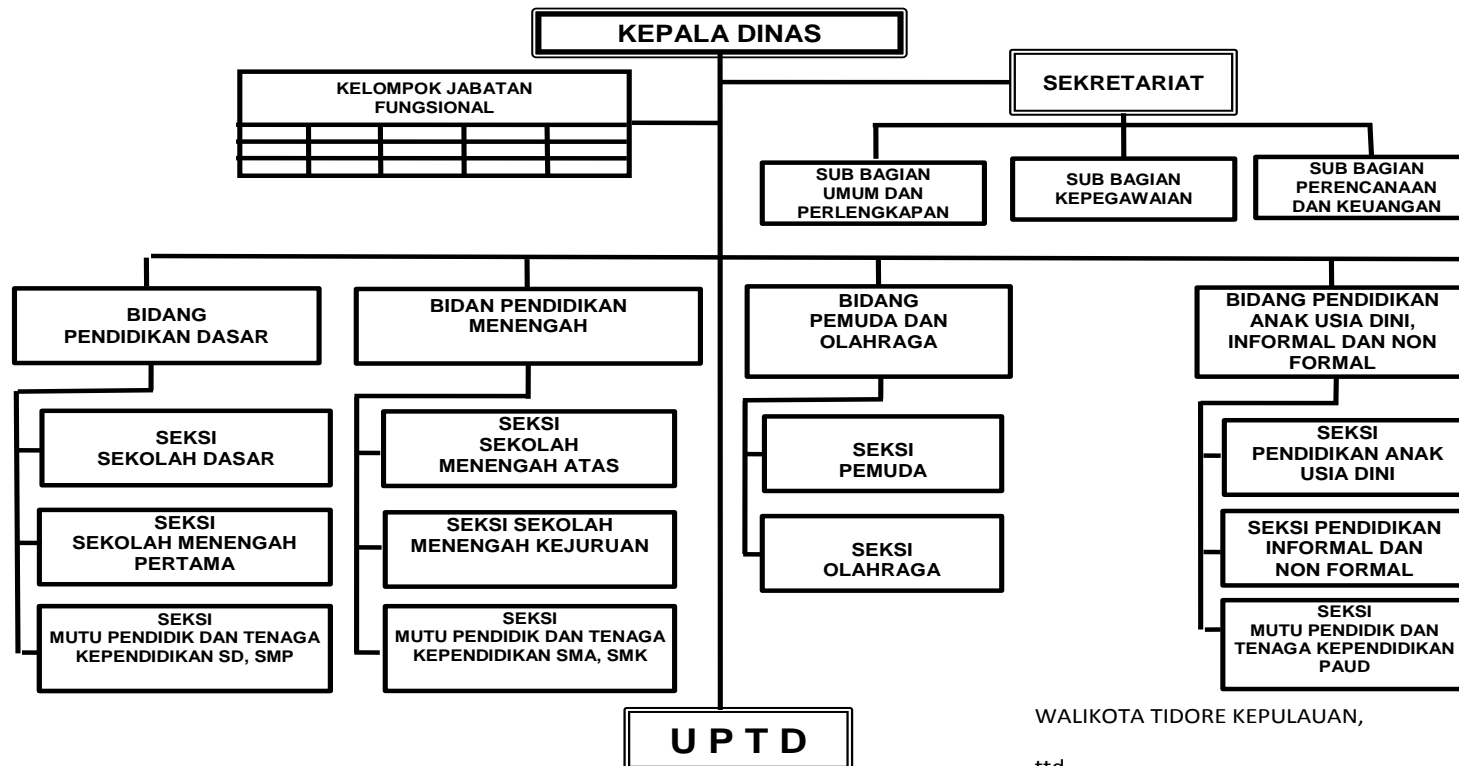 KEPALA DINAS
KELOMPOK JABATAN
FUNGSIONAL
SEKRETARIAT
SUB BAGIAN
UMUM DAN
PERLENGKAPAN
SUB BAGIAN
KEPEGAWAIAN
SUB BAGIAN
PERENCANAAN
DAN KEUANGAN
BIDANG
PENDIDIKAN DASAR
BIDAN PENDIDIKAN
MENENGAH
BIDANG
PEMUDA DAN
OLAHRAGA
BIDANG PENDIDIKAN
ANAK USIA DINI,
INFORMAL DAN NON
FORMAL
SEKSI
SEKOLAH DASAR
SEKSI
SEKOLAH MENENGAH
PERTAMA
SEKSI
MUTU PENDIDIK DAN TENAGA
KEPENDIDIKAN SD, SMP
SEKSI
SEKOLAH
MENENGAH ATAS
SEKSI SEKOLAH
MENENGAH KEJURUAN
SEKSI
MUTU PENDIDIK DAN TENAGA
KEPENDIDIKAN SMA, SMK
SEKSI
PEMUDA
SEKSI
OLAHRAGA
SEKSI
PENDIDIKAN ANAK
USIA DINI
SEKSI PENDIDIKAN
INFORMAL DAN
NON FORMAL
SEKSI
MUTU PENDIDIK DAN
TENAGA KEPENDIDIKAN
PAUD
U P T D
WALIKOTA TIDORE KEPULAUAN,
ttd